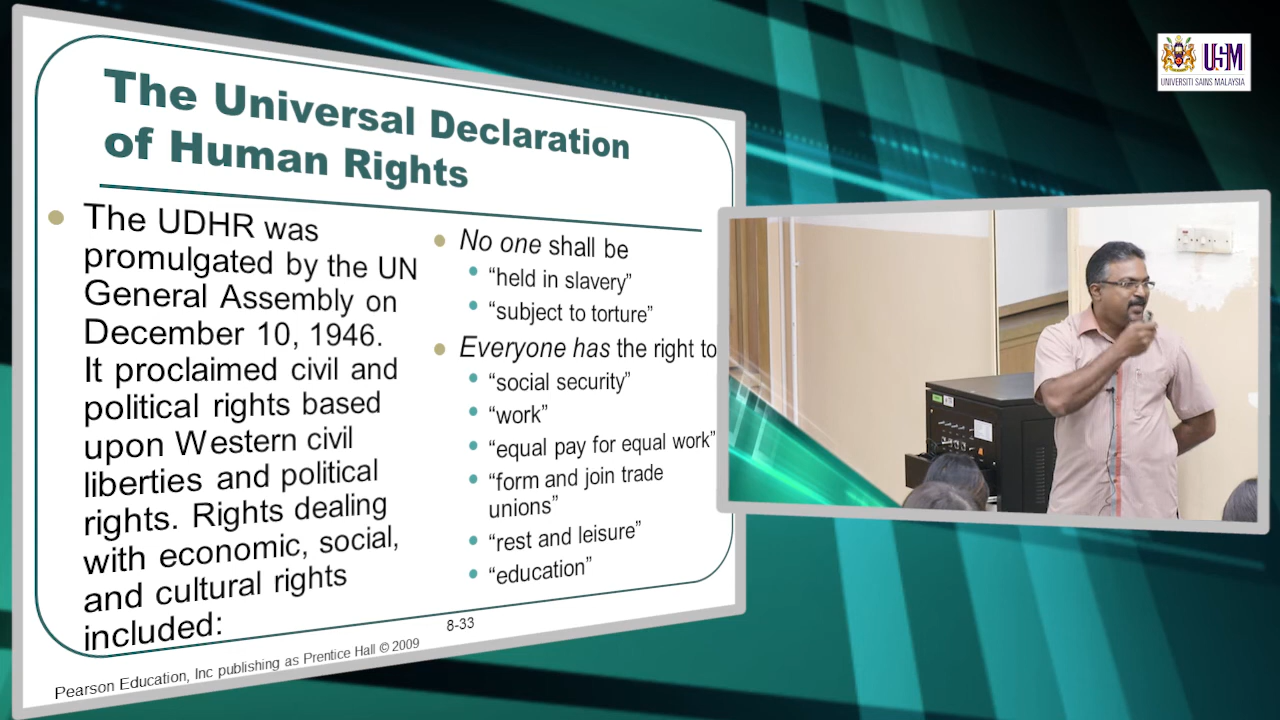 The Universal Declaration
of Human Rights
The UDHR was
promulgated by the UN
General Assembly on
December 10, 1946.
It proclaimed civil and
political rights based
upon Western civil
liberties and political
rights. Rights dealing
with economic, social,
and cultural rights
included:
No one shall be
“held in slavery”
“subject to torture”
Everyone has the right to
“social security”
“work”
“equal pay for equal work”
“form and join trade
unions”
“rest and leisure”
“education”
8-33
Pearson Education, Inc publishing as Prentice Hall © 2009
USM
UNIVERSITI SAINS MALAYSIA